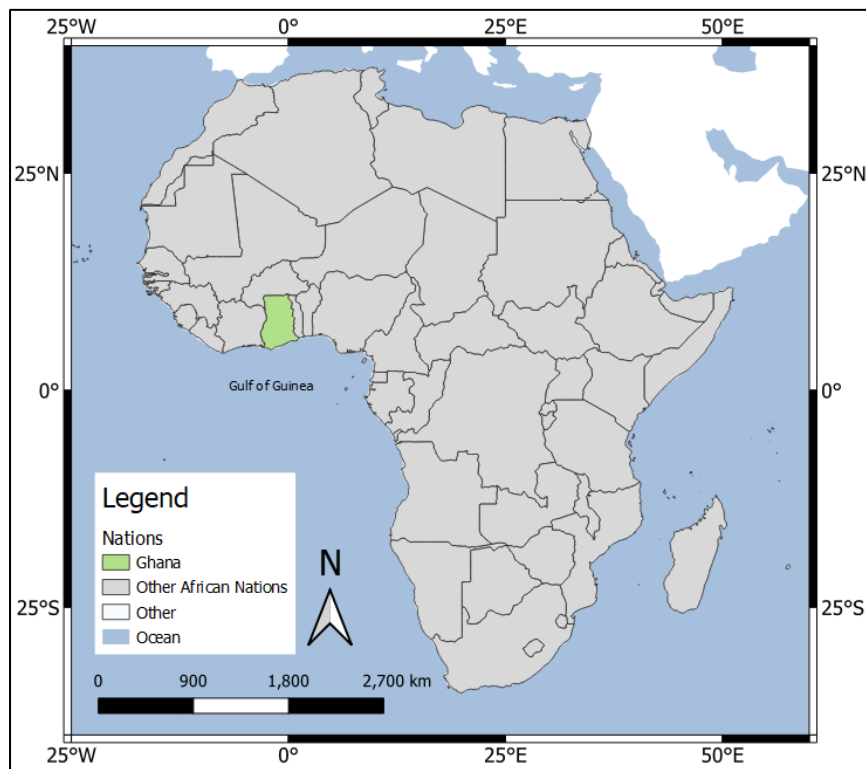 25°W 0° 25°E 50°E
25°N 25°N
0° 0°
Gulf of Guinea
Legend
Nations
Ghana
Other African Nations
Other
Ocean
N
25°S 25°S
0 900 1,800 2,700 km
25°W 0° 25°E 50°E